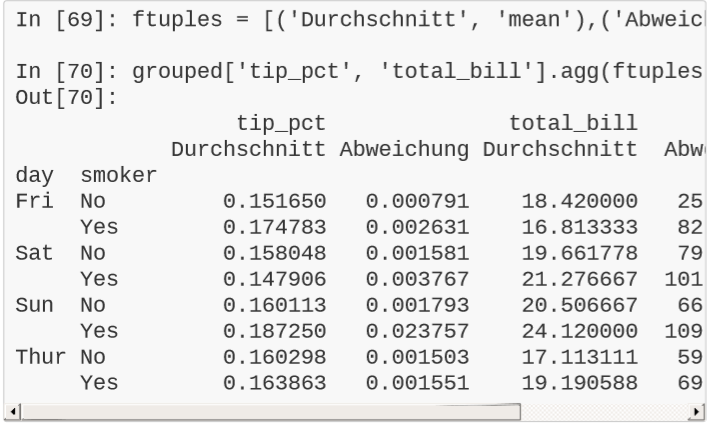 In [69]: ftuples = [('Durchschnitt', 'mean'),('Abweic
In [70]: grouped['tip_pct', 'total_bill'].agg(ftuples
Out[70]:
tip_pct total_bill
Durchschnitt Abweichung Durchschnitt Abw
day smoker
Fri No 0.151650 0.000791 18.420000 25
Yes 0.174783 0.002631 16.813333 82
Sat No 0.158048 0.001581 19.661778 79
Yes 0.147906 0.003767 21.276667 101
Sun No 0.160113 0.001793 20.506667 66
Yes 0.187250 0.023757 24.120000 109
Thur No 0.160298 0.001503 17.113111 59
Yes 0.163863 0.001551 19.190588 69